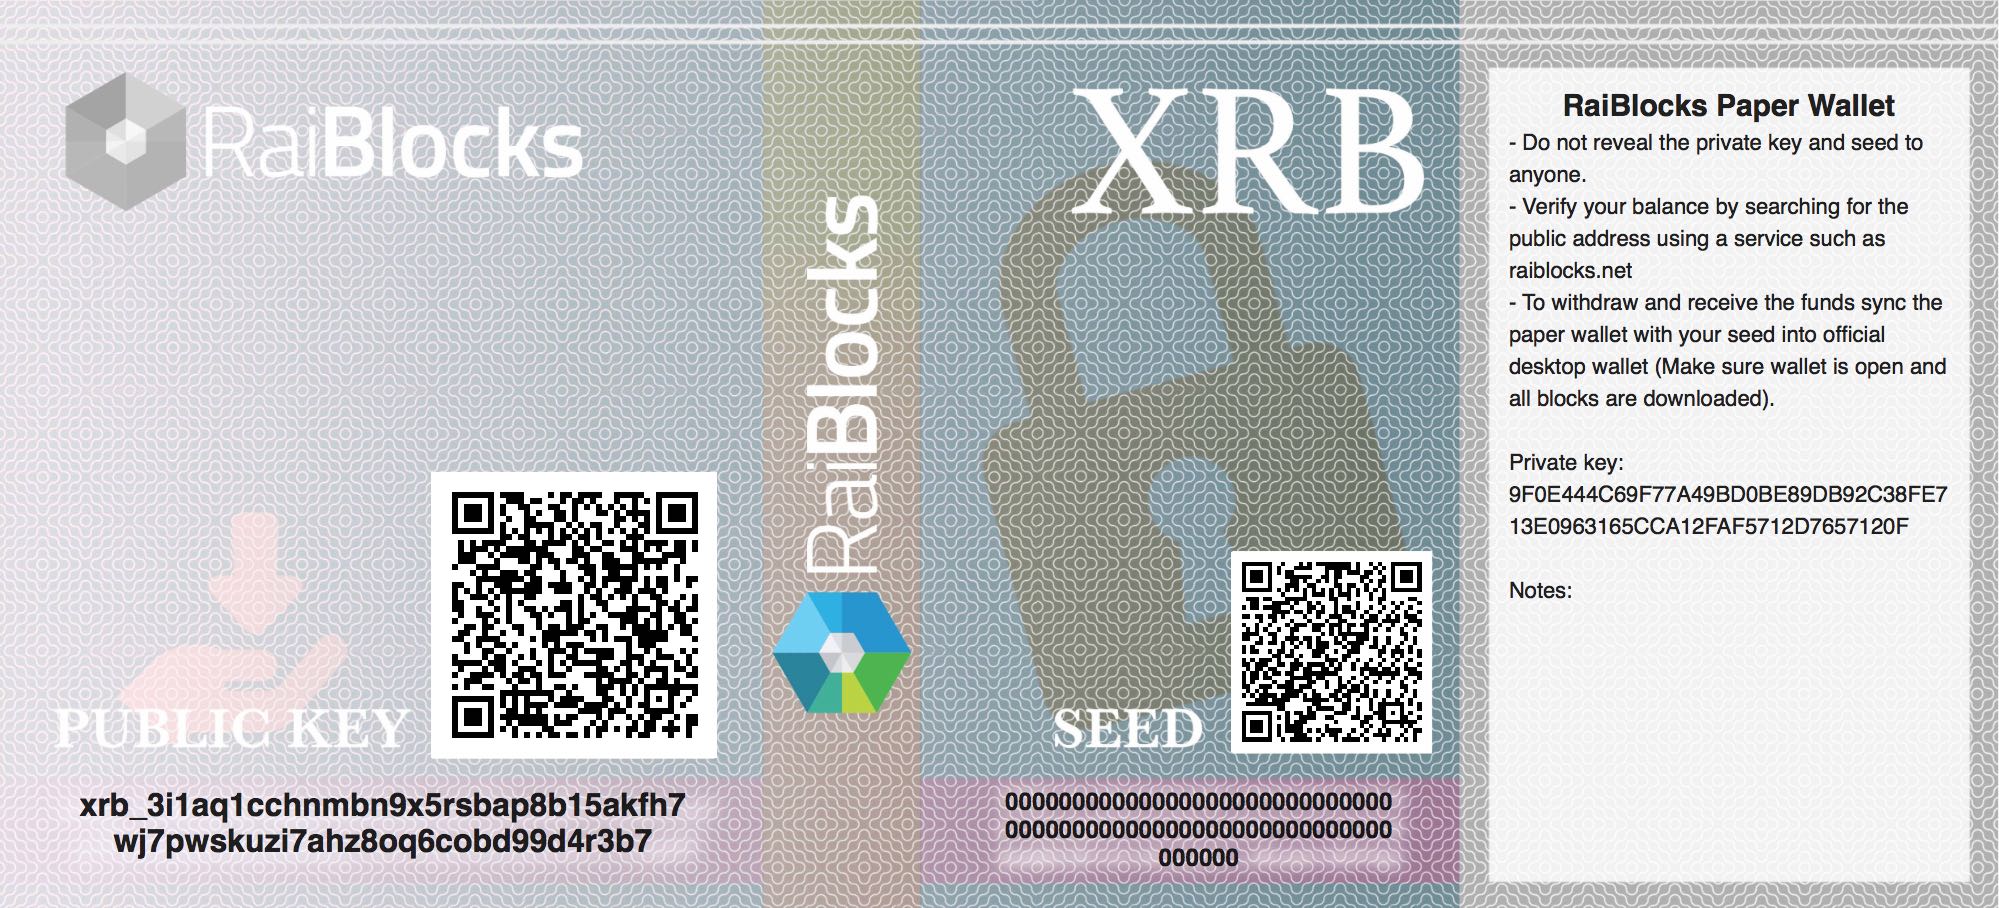 RaiBlocks
PUBLIC KEY
xrb_3i1aq1cchnmbn9x5rsbap8b15akfh7
wj7pwskuzi7ahz8oq6cobd99d4r3b7
RaiBlocks
XRB
SEED
00000000000000000000000000000
00000000000000000000000000000
000000
RaiBlocks Paper Wallet
- Do not reveal the private key and seed to
anyone.
- Verify your balance by searching for the
public address using a service such as
raiblocks.net
- To withdraw and receive the funds sync the
paper wallet with your seed into official
desktop wallet (Make sure wallet is open and
all blocks are downloaded).
Private key:
9F0E444C69F77A49BD0BE89DB92C38FE7
13E0963165CCA12FAF5712D7657120F
Notes: